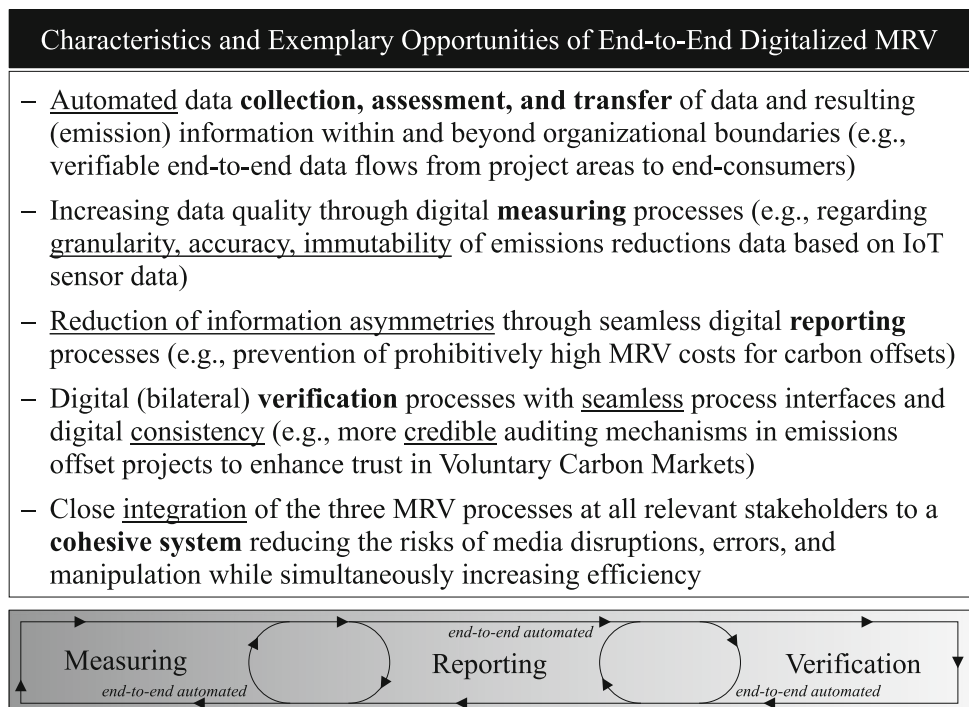 Characteristics and Exemplary Opportunities of End-to-End Digitalized MRV
– Automated data collection, assessment, and transfer of data and resulting
(emission) information within and beyond organizational boundaries (e.g.,
verifiable end-to-end data flows from project areas to end-consumers)
– Increasing data quality through digital measuring processes (e.g., regarding
granularity, accuracy, immutability of emissions reductions data based on IoT
sensor data)
– Reduction of information asymmetries through seamless digital reporting
processes (e.g., prevention of prohibitively high MRV costs for carbon offsets)
– Digital (bilateral) verification processes with seamless process interfaces and
digital consistency (e.g., more credible auditing mechanisms in emissions
offset projects to enhance trust in Voluntary Carbon Markets)
– Close integration of the three MRV processes at all relevant stakeholders to a
cohesive system reducing the risks of media disruptions, errors, and
manipulation while simultaneously increasing efficiency
end-to-end automated
Measuring
Reporting
Verification
end-to-end automated
end-to-end automated